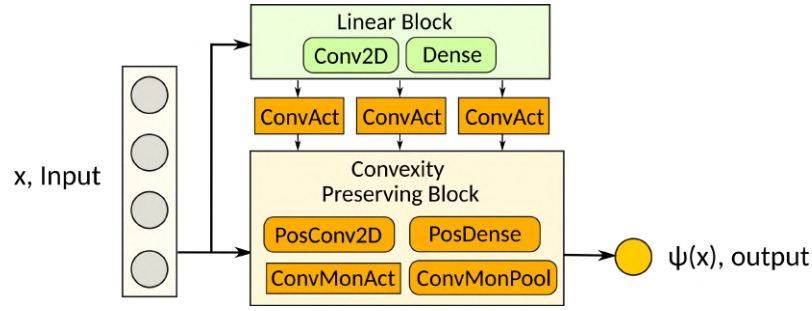 Linear Block
Conv2D Dense
ConvAct ConvAct ConvAct
x, Input
Convexity
Preserving Block
PosConv2D PosDense
ConvMonAct ConvMonPool
ψ(x), output